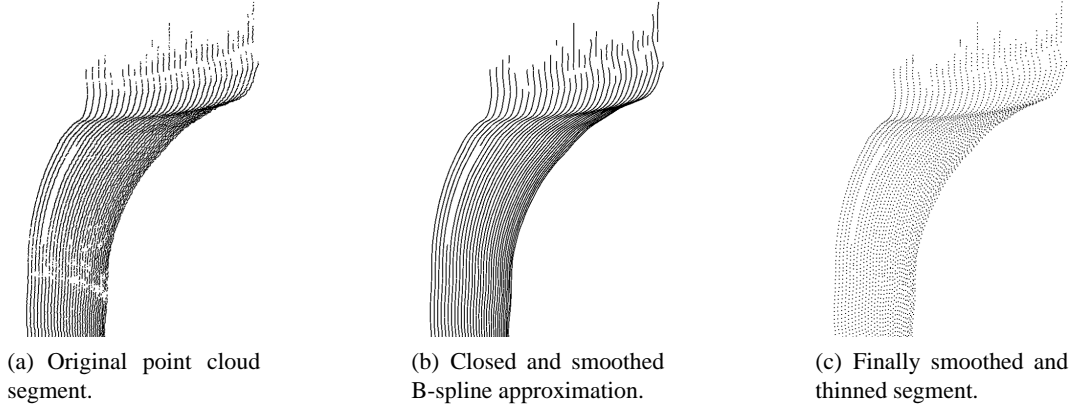 (a) Original point cloud
segment.
(b) Closed and smoothed
B-spline approximation.
(c) Finally smoothed and
thinned segment.